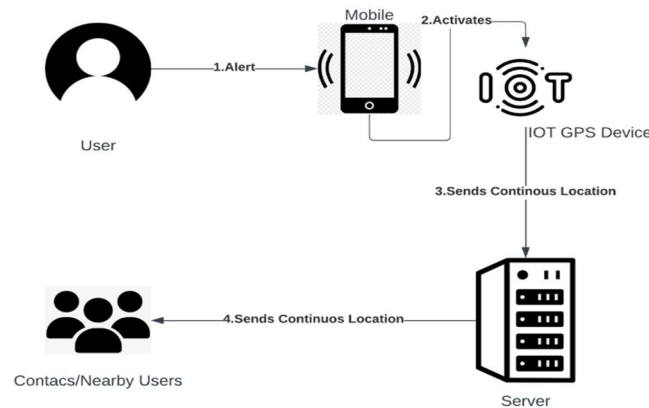 Mobile
2.Activates
1.Alert
IOT
User
IOT GPS Device
3.Sends Continous Location
4.Sends Continuos Location
Contacs/Nearby Users
Server